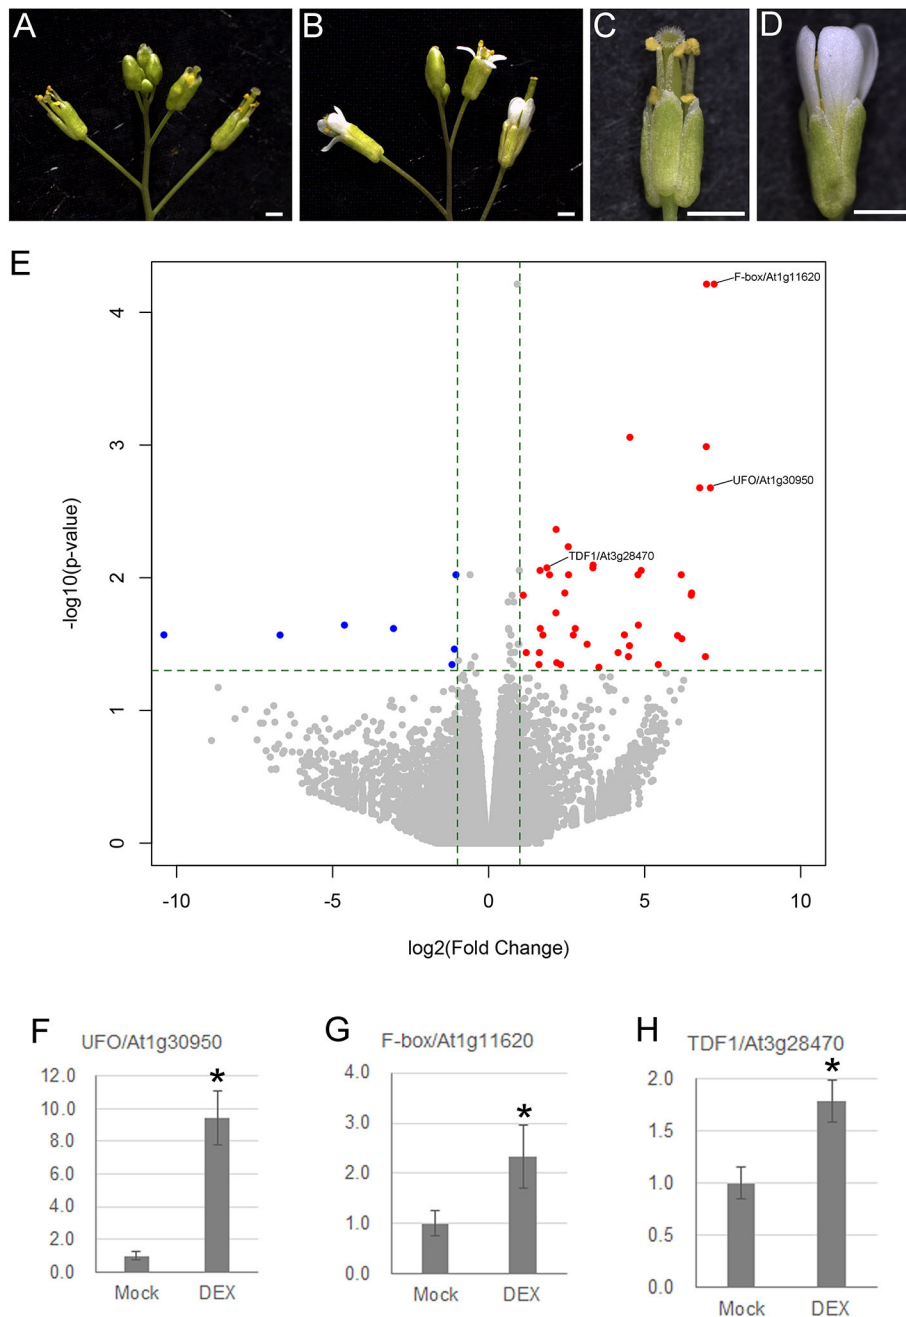 A B C D
E
F-box/At1g11620
4
3
UFO/At1g30950
TDF1/At3g28470
2
1
0
-log10(p-value)
-10 -5 0 5 10
log2(Fold Change)
F G H
UFO/At1g30950 F-box/At1g11620 TDF1/At3g28470
12.0
10.0
8.0
6.0
4.0
2.0
0.0
*
Mock DEX
4.0
3.0
2.0
1.0
0.0
*
Mock DEX
2.0
1.5
1.0
0.5
0.0
*
Mock DEX